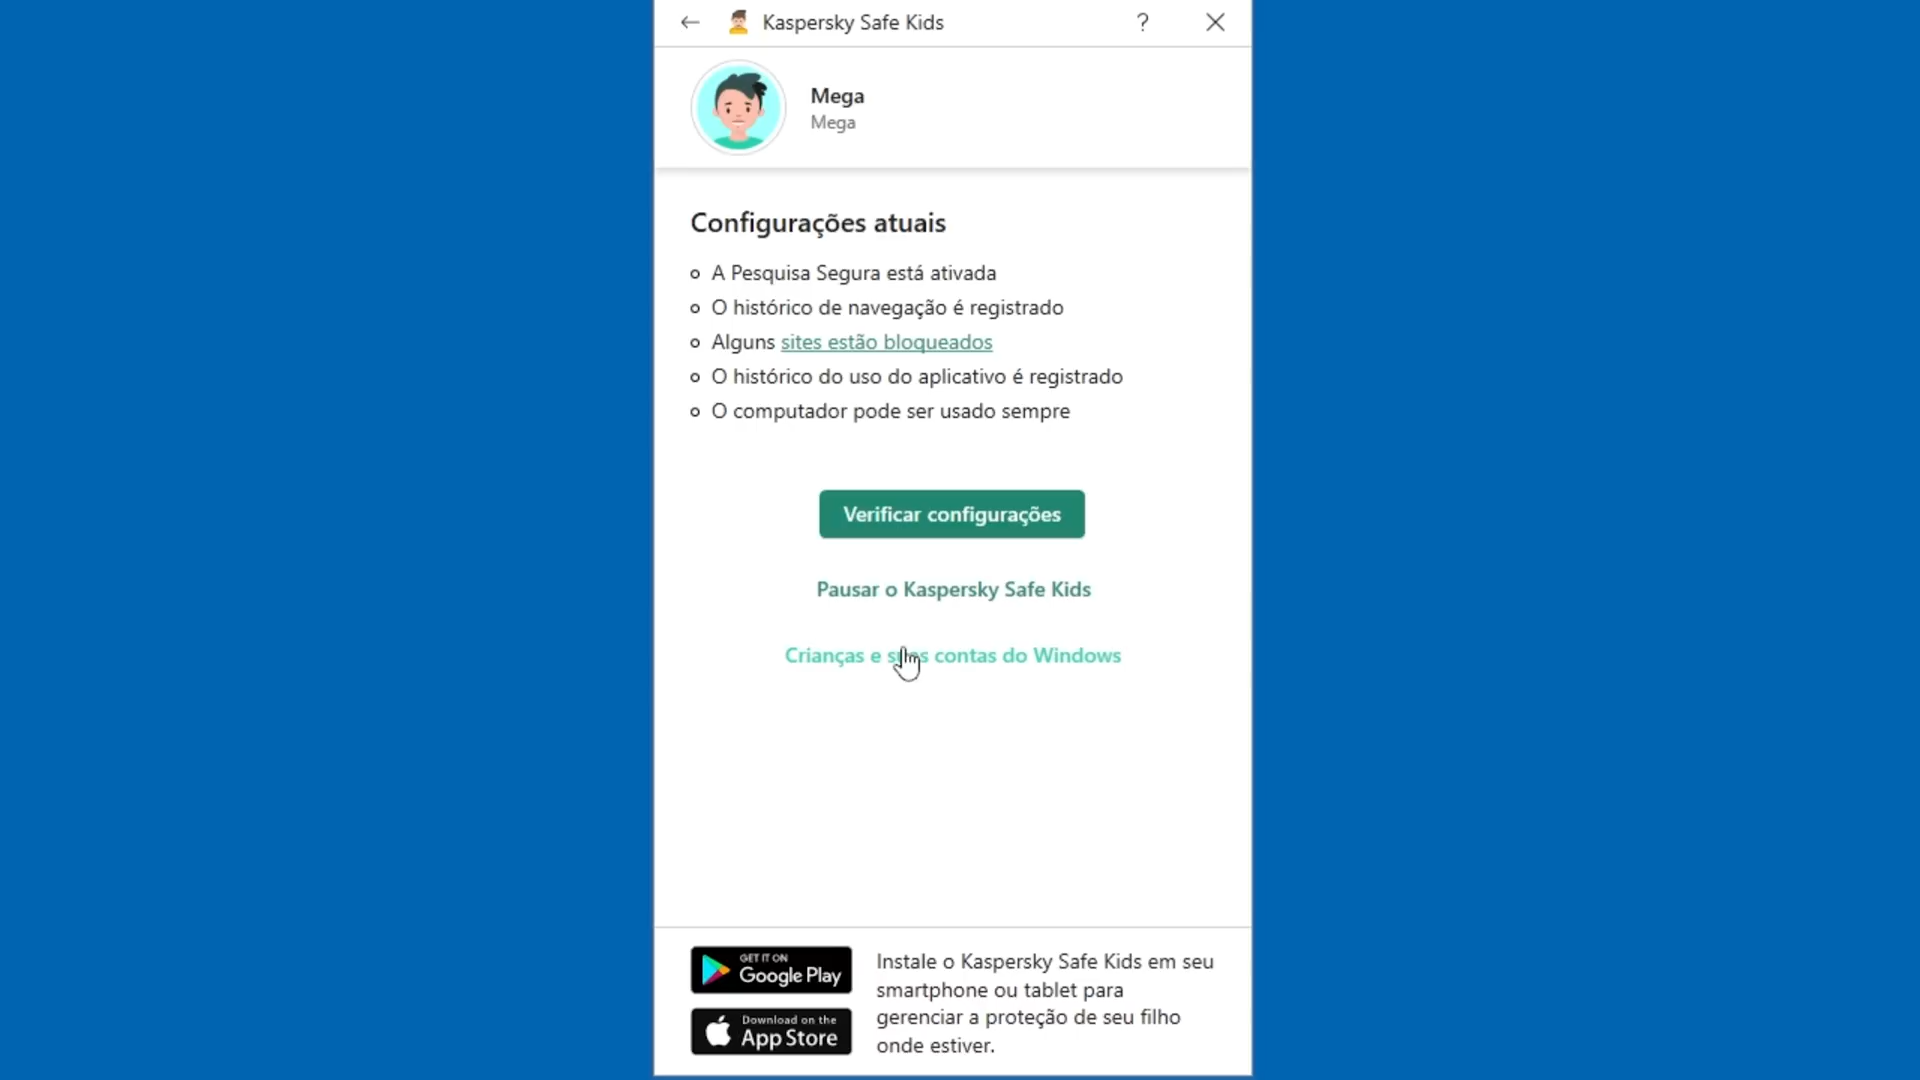 Kaspersky Safe Kids ?
Mega
Mega
Configurações atuais
A Pesquisa Segura está ativada
O histórico de navegação é registrado
Alguns sites estão bloqueados
O histórico do uso do aplicativo é registrado
O computador pode ser usado sempre
Verificar configurações
Pausar o Kaspersky Safe Kids
Crianças e suas contas do Windows
GET IT ON
Google Play
Download on the
App Store
Instale o Kaspersky Safe Kids em seu
smartphone ou tablet para
gerenciar a proteção de seu filho
onde estiver.